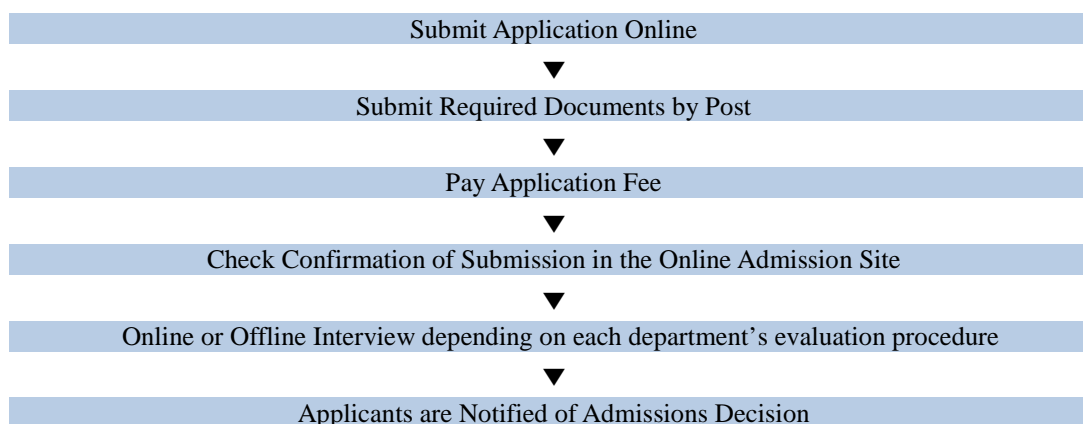 Submit Application Online
▼
Submit Required Documents by Post
▼
Pay Application Fee
▼
Check Confirmation of Submission in the Online Admission Site
▼
Online or Offline Interview depending on each department’s evaluation procedure
▼
Applicants are Notified of Admissions Decision